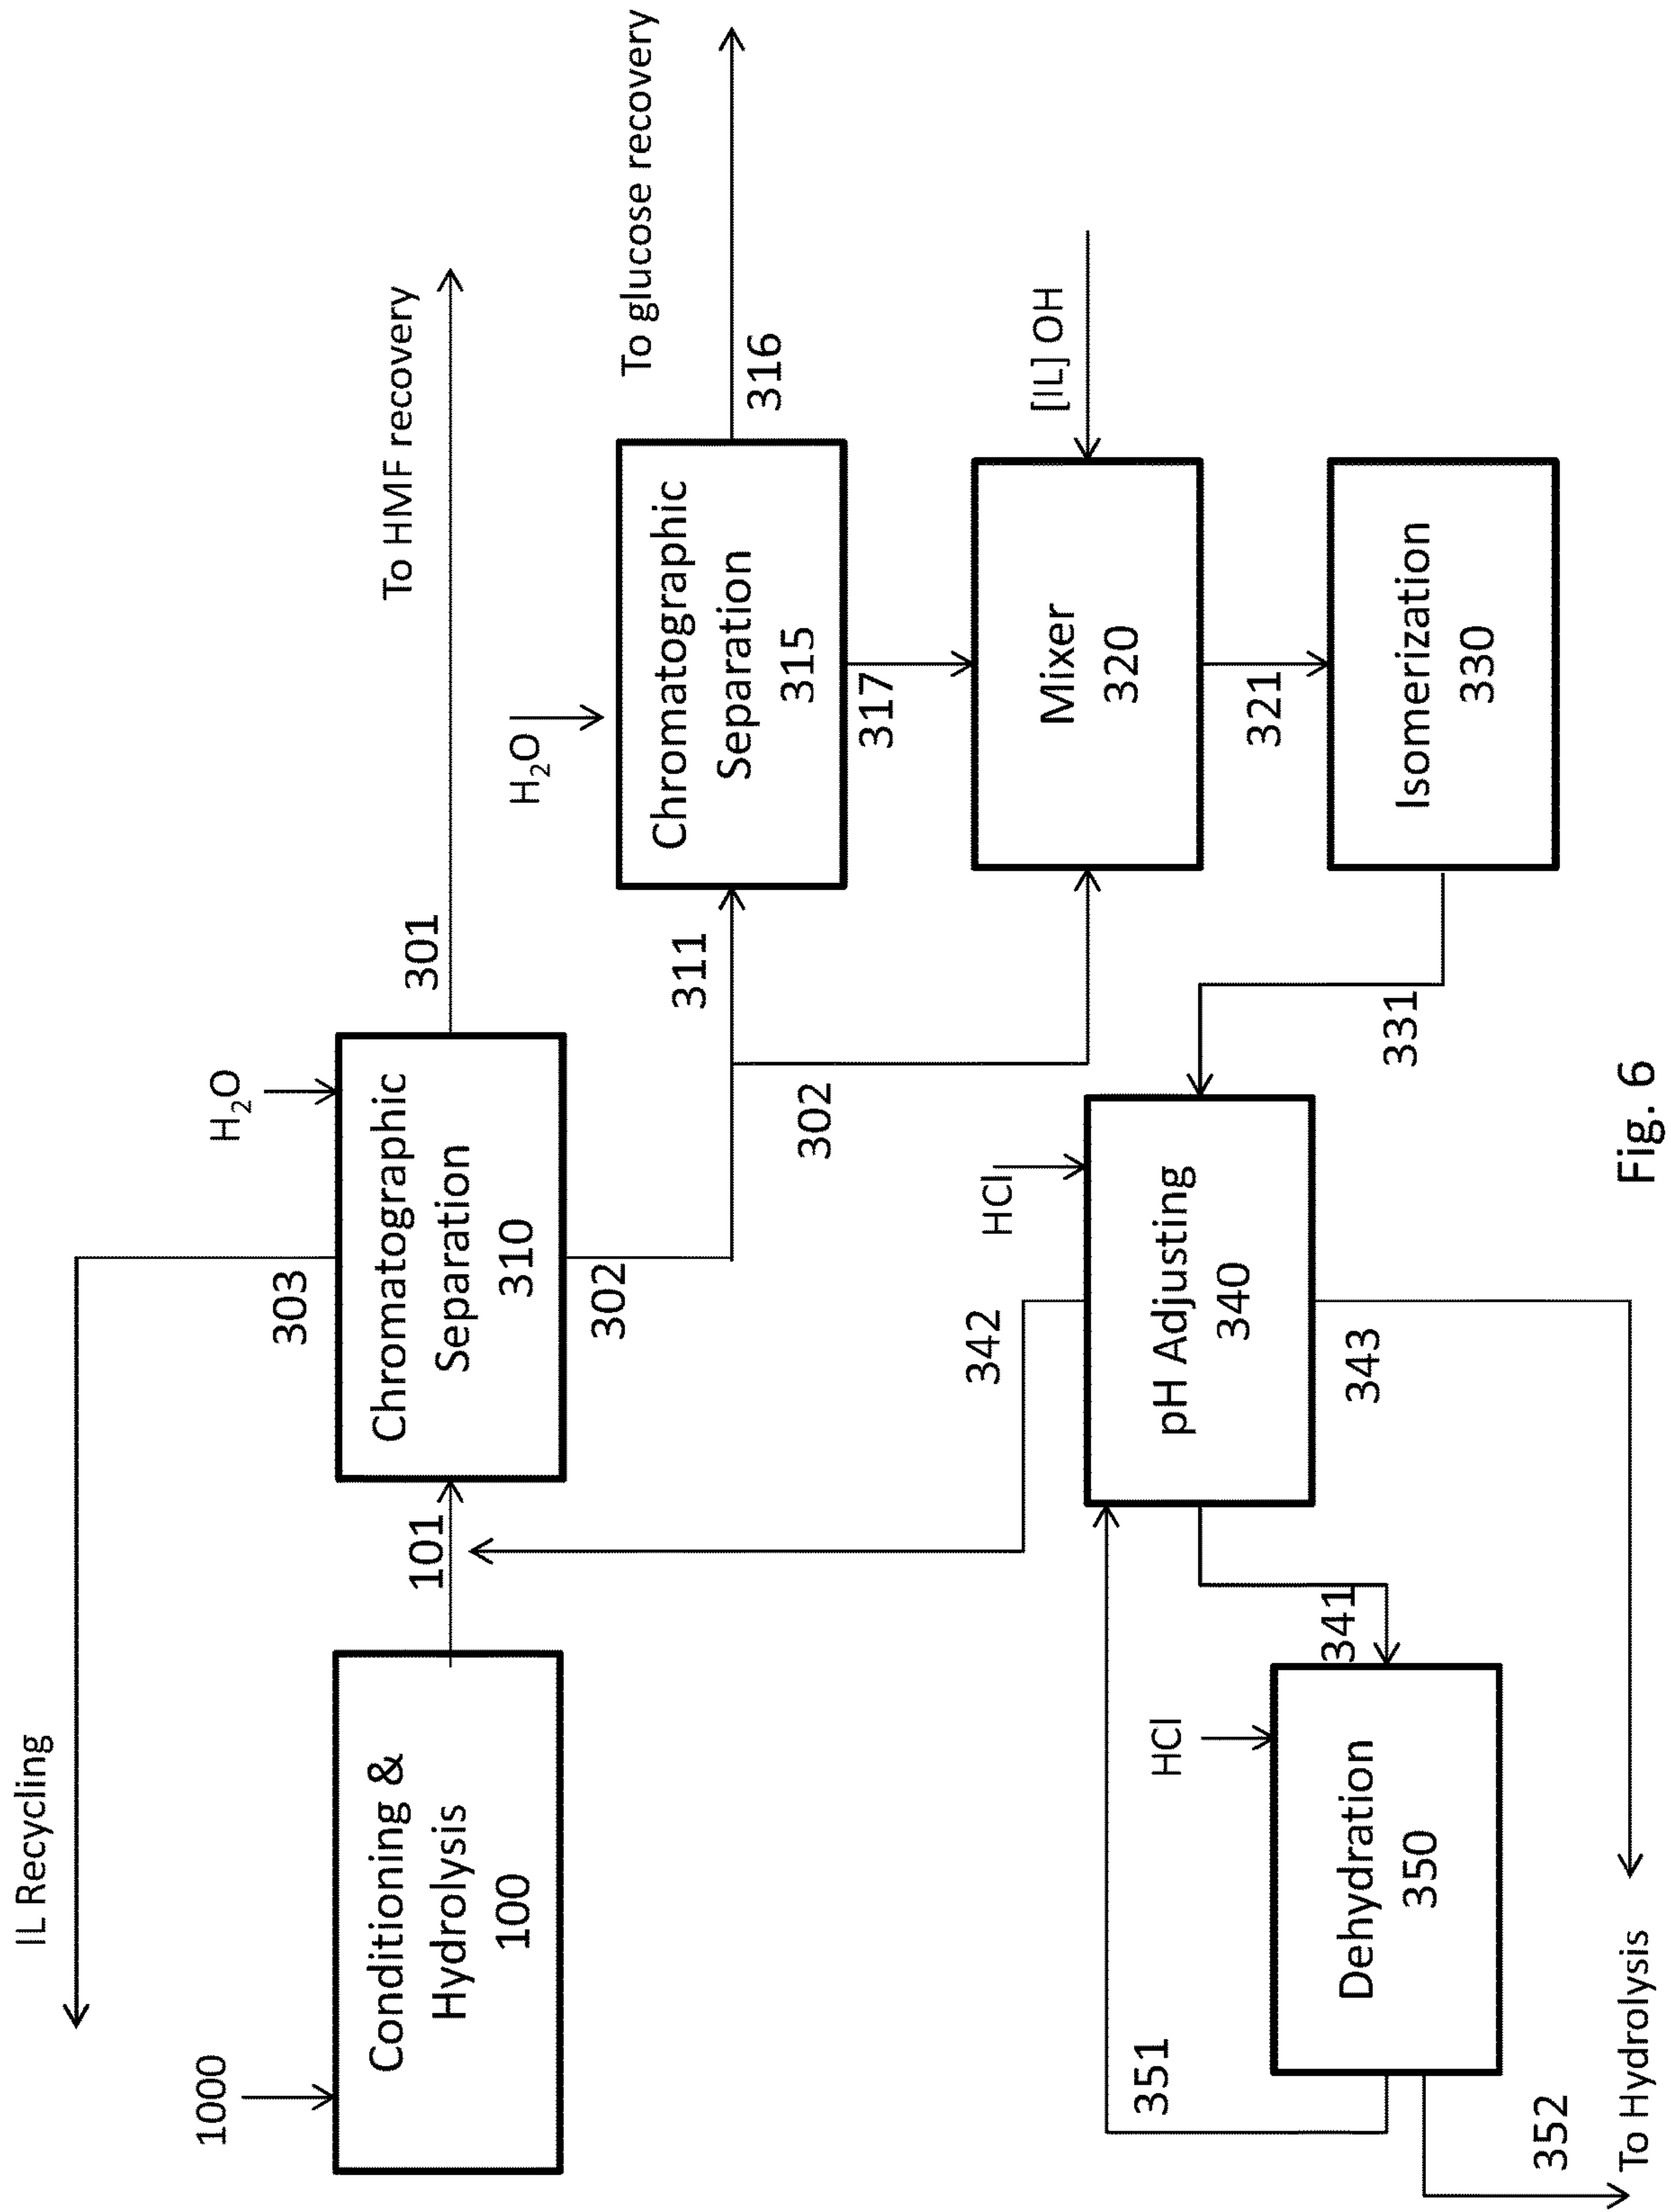 IL Recycling
1000
303
H₂O
Conditioning &
Hydrolysis
100
101
Chromatographic
Separation
310
301
To HMF recovery
302
H₂O
311
Chromatographic
Separation
315
To glucose recovery
316
302
317
342
HCl
pH Adjusting
340
Mixer
320
[IL] OH
351
HCl
341
343
331
321
Dehydration
350
Isomerization
330
352
To Hydrolysis
Fig. 6